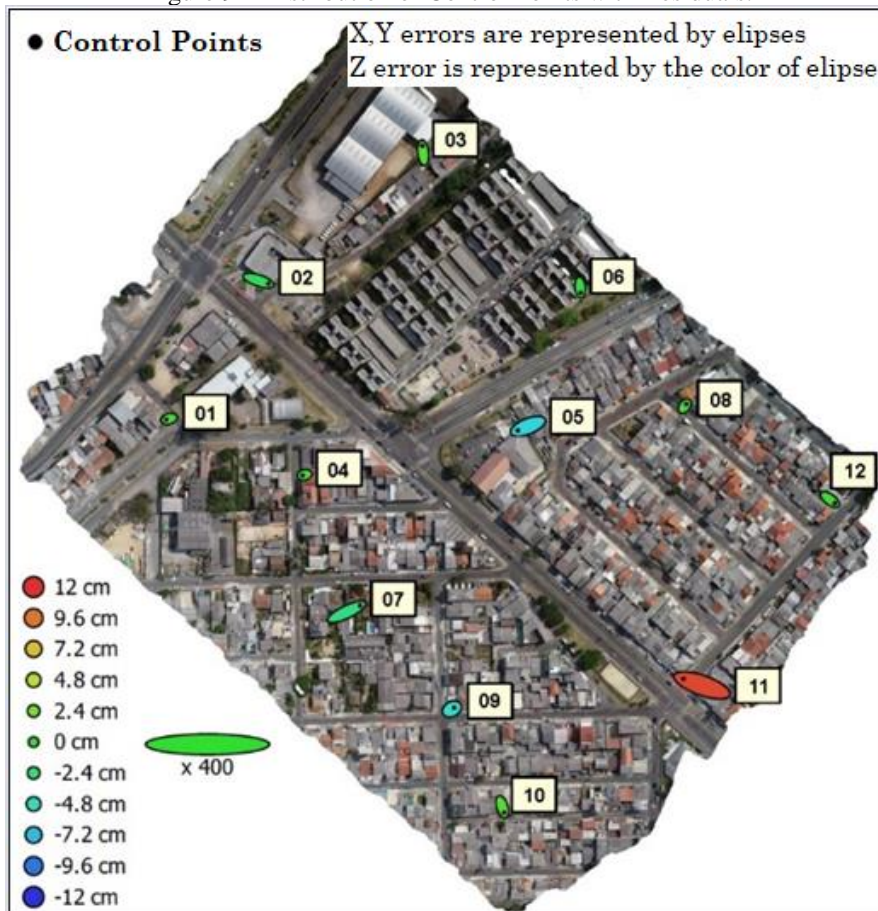 Control Points
X,Y errors are represented by elipses
Z error is represented by the color of elipse
03
02
06
01
05
08
04
12
07
11
09
10
12 cm
9.6 cm
7.2 cm
4.8 cm
2.4 cm
0 cm
-2.4 cm
-4.8 cm
-7.2 cm
-9.6 cm
-12 cm
x 400